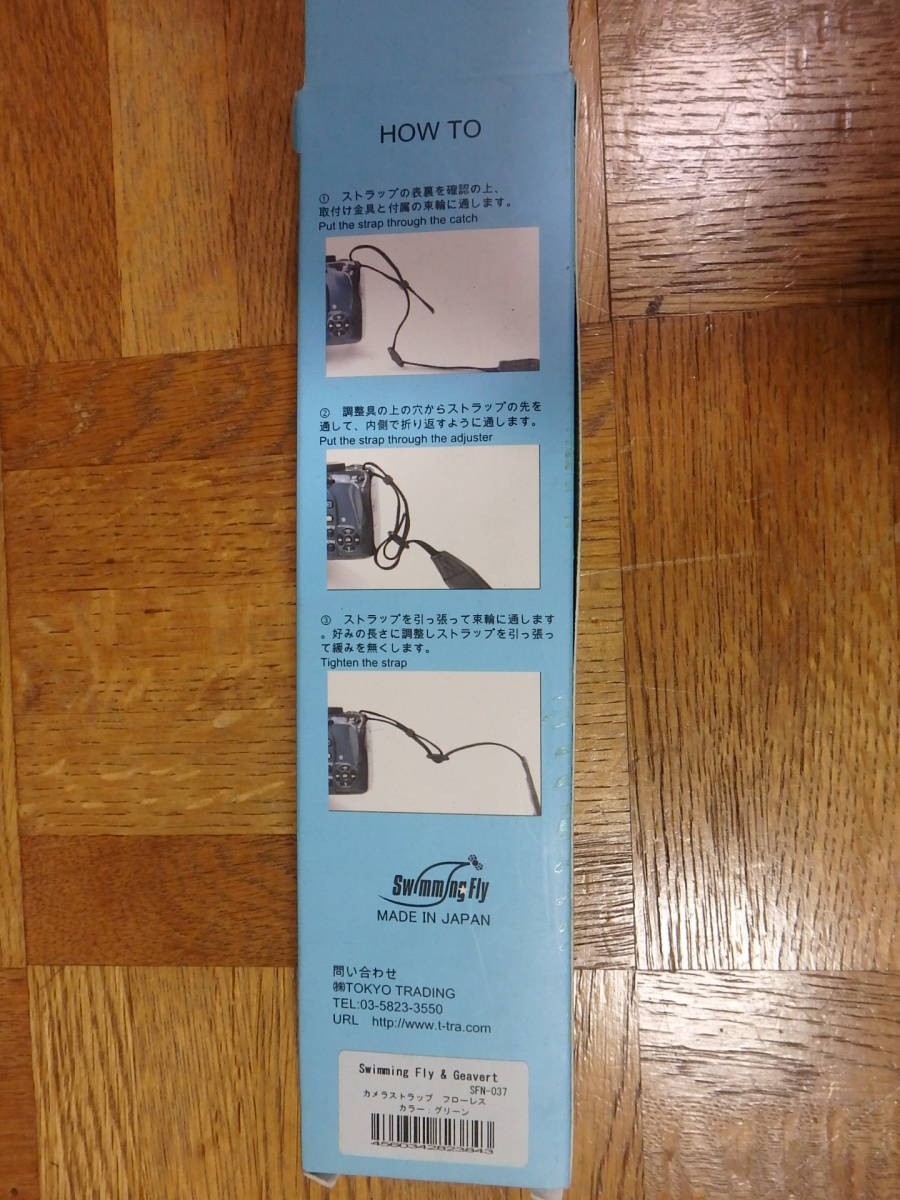 HOW TO
① ストラップの表裏を確認の上、
取付け金具と付属の束輪に通します。
Put the strap through the catch
② 調整具の上の穴からストラップの先を
通して、内側で折り返すように通します。
Put the strap through the adjuster
③ ストラップを引っ張って束輪に通します
。好みの長さに調整しストラップを引っ張っ
て緩みを無くします。
Tighten the strap
Swimming Fly
MADE IN JAPAN
問い合わせ
㈱TOKYO TRADING
TEL:03-5823-3550
URL http://www.t-tra.com
Swimming Fly & Geavert
SFN-037
カメラストラップ フローレス
カラー：グリーン
4560342823843